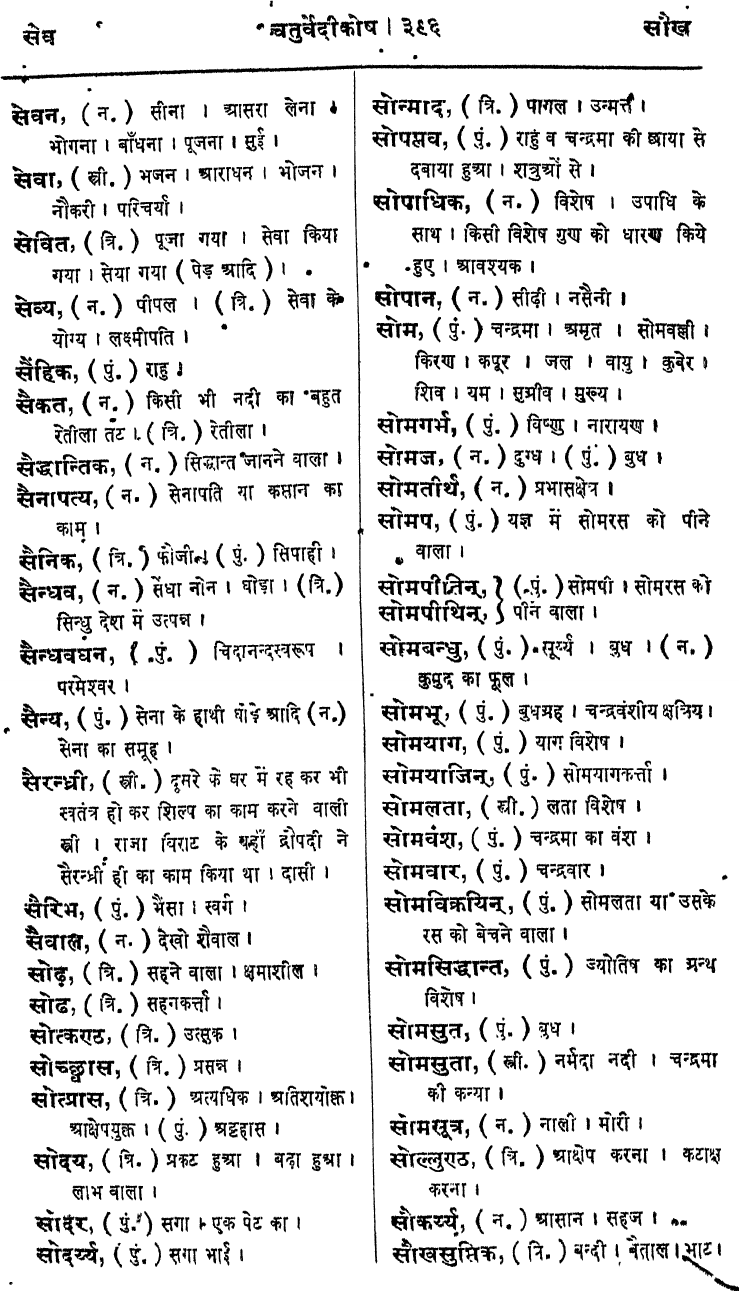 सेव    चतुर्वेदीकोष । ३९६    सौख
सेवन, ( न. ) सीना । आसरा लेना ।
भोगना । बाँधना । पूजना । सुई ।
सेवा, ( स्त्री. ) भजन । आराधन । भोजन ।
नौकरी । परिचर्या ।
सेवित, ( त्रि. ) पूजा गया । सेवा किया
गया । सेया गया ( पेड़ आदि ) ।
सेव्य, ( न. ) पीपल । ( त्रि. ) सेवा के
योग्य । लक्ष्मीपति ।
सैंहिक, ( पुं. ) राहु ।
सैकत, ( न. ) किसी भी नदी का बहुत
रेतीला तट । ( त्रि. ) रेतीला ।
सैद्धान्तिक, ( न. ) सिद्धान्त जानने वाला ।
सैनापत्य, ( न. ) सेनापति या कप्तान का
काम ।
सैनिक, ( त्रि. ) फौजी । ( पुं. ) सिपाही ।
सैन्धव, ( न. ) सेंधा नोन । घोड़ा । ( त्रि. )
सिन्धु देश में उत्पन्न ।
सैन्धवघन, ( पुं. ) चिदानन्दस्वरूप ।
परमेश्वर ।
सैन्य, ( पुं. ) सेना के हाथी घोड़े आदि ( न. )
सेना का समूह ।
सैरन्ध्री, ( स्त्री. ) दूसरे के घर में रह कर भी
स्वतंत्र हो कर शिल्प का काम करने वाली
स्त्री । राजा विराट के यहाँ द्रौपदी ने
सैरन्ध्री ही का काम किया था । दासी ।
सैरिभ, ( पुं. ) भैंसा । स्वर्ग ।
सैवाल, ( न. ) देखो शैवाल ।
सोढृ, ( त्रि. ) सहने वाला । क्षमाशील ।
सोढ, ( त्रि. ) सहनकर्त्ता ।
सोत्कण्ठ, ( त्रि. ) उत्सुक ।
सोच्छ्वास, ( त्रि. ) प्रसन्न ।
सोत्प्रास, ( त्रि. ) अत्यधिक । अतिशयोक्त ।
आक्षेपयुक्त । ( पुं. ) अट्टहास ।
सोदय, ( त्रि. ) प्रकट हुआ । बढ़ा हुआ ।
लाभ वाला ।
सोदर, ( पुं. ) सगा । एक पेट का ।
सोदर्य्य, ( पुं. ) सगा भाई ।
सोन्माद, ( त्रि. ) पागल । उन्मत्त ।
सोपप्लव, ( पुं. ) राहु व चन्द्रमा की छाया से
दबाया हुआ । शत्रुओं से ।
सोपाधिक, ( न. ) विशेष । उपाधि के
साथ । किसी विशेष गुण को धारण किये
हुए । आवश्यक ।
सोपान, ( न. ) सीढ़ी । नसैनी ।
सोम, ( पुं. ) चन्द्रमा । अमृत । सोमवल्ली ।
किरण । कपूर । जल । वायु । कुबेर ।
शिव । यम । सुग्रीव । मुख्य ।
सोमगर्भ, ( पुं. ) विष्णु । नारायण ।
सोमज, ( न. ) दुग्ध । ( पुं. ) बुध ।
सोमतीर्थ, ( न. ) प्रभासक्षेत्र ।
सोमप, ( पुं. ) यज्ञ में सोमरस को पीने
वाला ।
सोमपीतिन्, } ( पुं. ) सोमपी । सोमरस को
सोमपीथिन्, } पीने वाला ।
सोमबन्धु, ( पुं. ) सूर्य्य । बुध । ( न. )
कुमुद का फूल ।
सोमभू, ( पुं. ) बुधग्रह । चन्द्रवंशीय क्षत्रिय ।
सोमयाग, ( पुं. ) याग विशेष ।
सोमयाजिन्, ( पुं. ) सोमयागकर्त्ता ।
सोमलता, ( स्त्री. ) लता विशेष ।
सोमवंश, ( पुं. ) चन्द्रमा का वंश ।
सोमवार, ( पुं. ) चन्द्रवार ।
सोमविक्रयिन्, ( पुं. ) सोमलता या उसके
रस को बेचने वाला ।
सोमसिद्धान्त, ( पुं. ) ज्योतिष का ग्रन्थ
विशेष ।
सोमसुत, ( पुं. ) बुध ।
सोमसुता, ( स्त्री. ) नर्मदा नदी । चन्द्रमा
की कन्या ।
सोमसूत्र, ( न. ) नाली । मोरी ।
सोल्लुण्ठ, ( त्रि. ) आक्षेप करना । कटाक्ष
करना ।
सौकर्य्य, ( न. ) आसान । सहज ।
सौखसुप्तिक, ( त्रि. ) बन्दी । बैताल । भाट ।